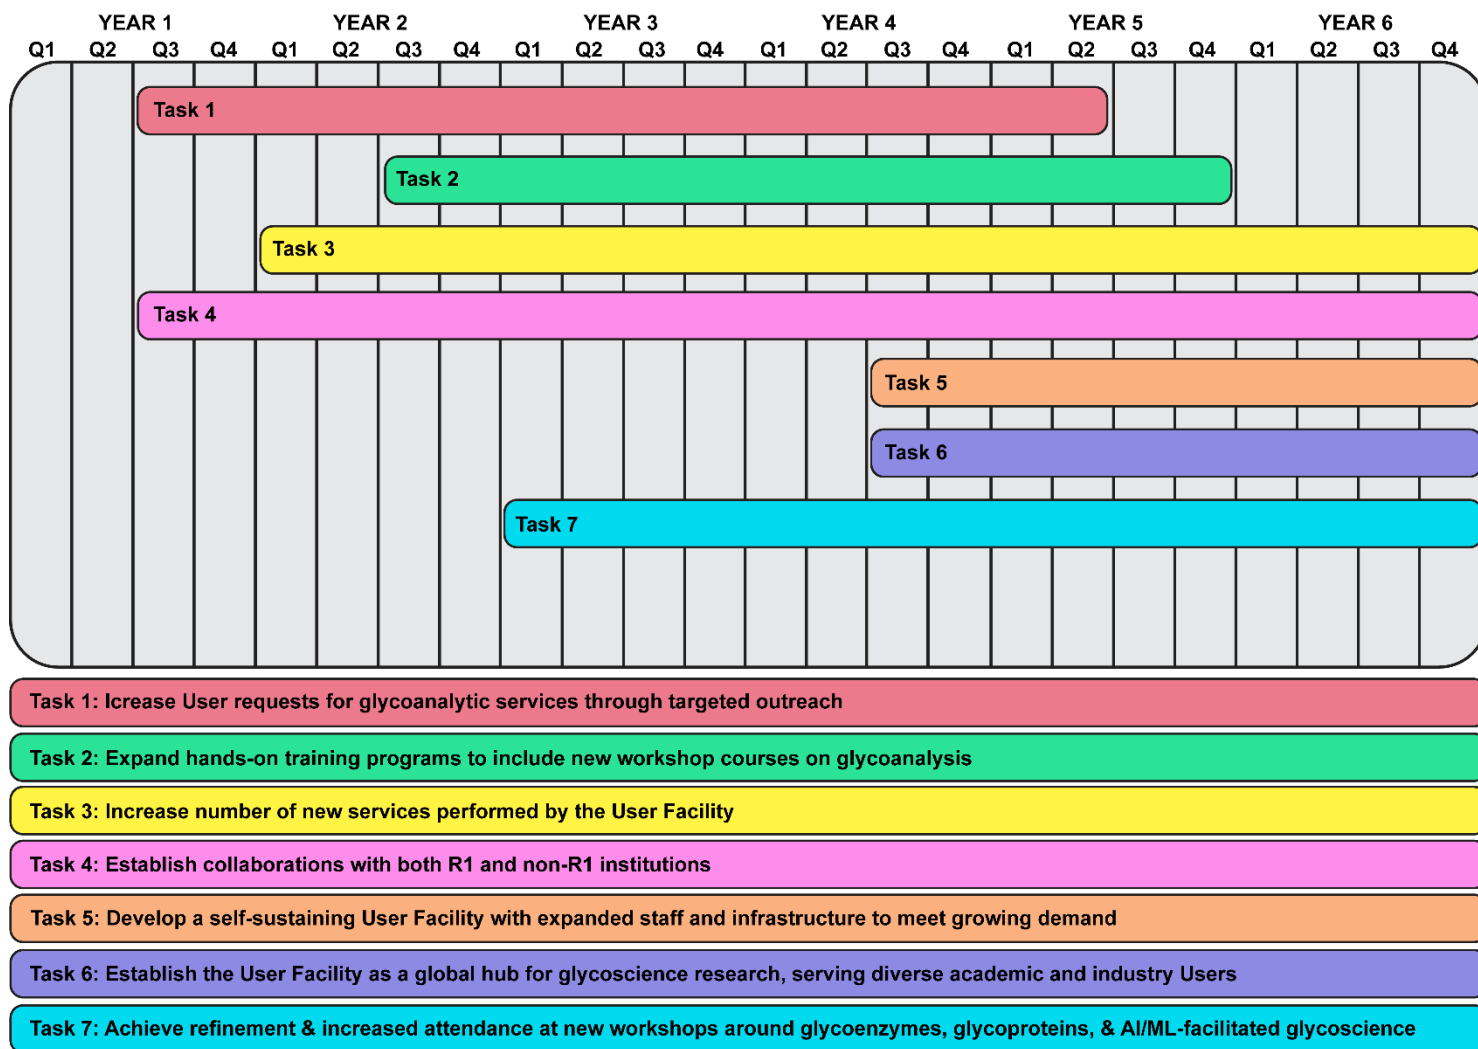 YEAR 1 YEAR 2 YEAR 3 YEAR 4 YEAR 5 YEAR 6
Q1 Q2 Q3 Q4 Q1 Q2 Q3 Q4 Q1 Q2 Q3 Q4 Q1 Q2 Q3 Q4 Q1 Q2 Q3 Q4 Q1 Q2 Q3 Q4
Task 1
Task 2
Task 3
Task 4
Task 5
Task 6
Task 7
Task 1: Icrease User requests for glycoanalytic services through targeted outreach
Task 2: Expand hands-on training programs to include new workshop courses on glycoanalysis
Task 3: Increase number of new services performed by the User Facility
Task 4: Establish collaborations with both R1 and non-R1 institutions
Task 5: Develop a self-sustaining User Facility with expanded staff and infrastructure to meet growing demand
Task 6: Establish the User Facility as a global hub for glycoscience research, serving diverse academic and industry Users
Task 7: Achieve refinement & increased attendance at new workshops around glycoenzymes, glycoproteins, & AI/ML-facilitated glycoscience